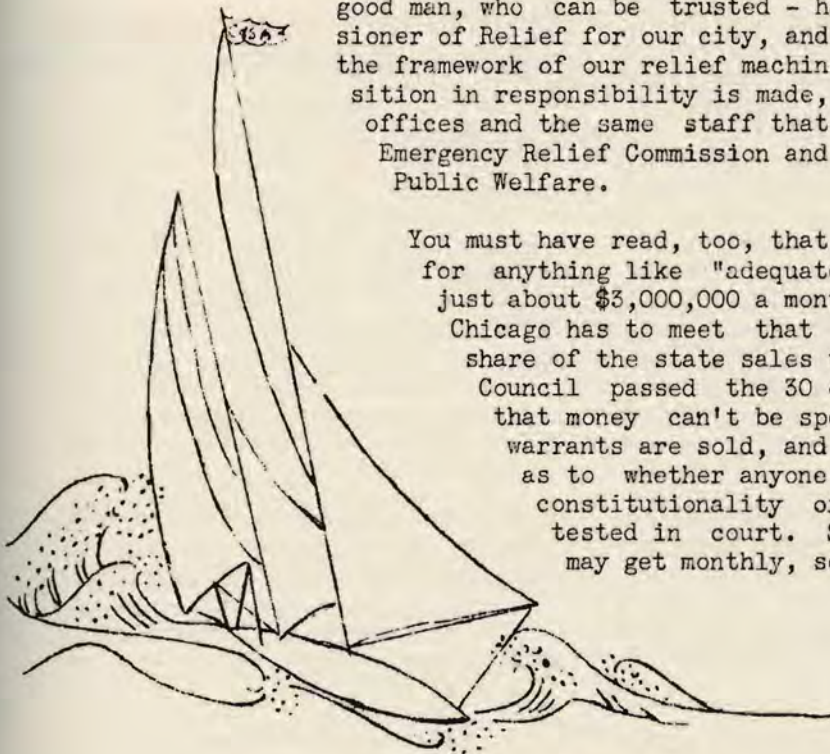 good man, who can be trusted - h
sioner of Relief for our city, and
the framework of our relief machin
sition in responsibility is made,
offices and the same staff that
Emergency Relief Commission and
Public Welfare.
You must have read, too, that
for anything like "adequate
just about $3,000,000 a mon
Chicago has to meet that
share of the state sales
Council passed the 30
that money can't be spe
warrants are sold, and
as to whether anyone
constitutionality o
tested in court.
may get monthly, s